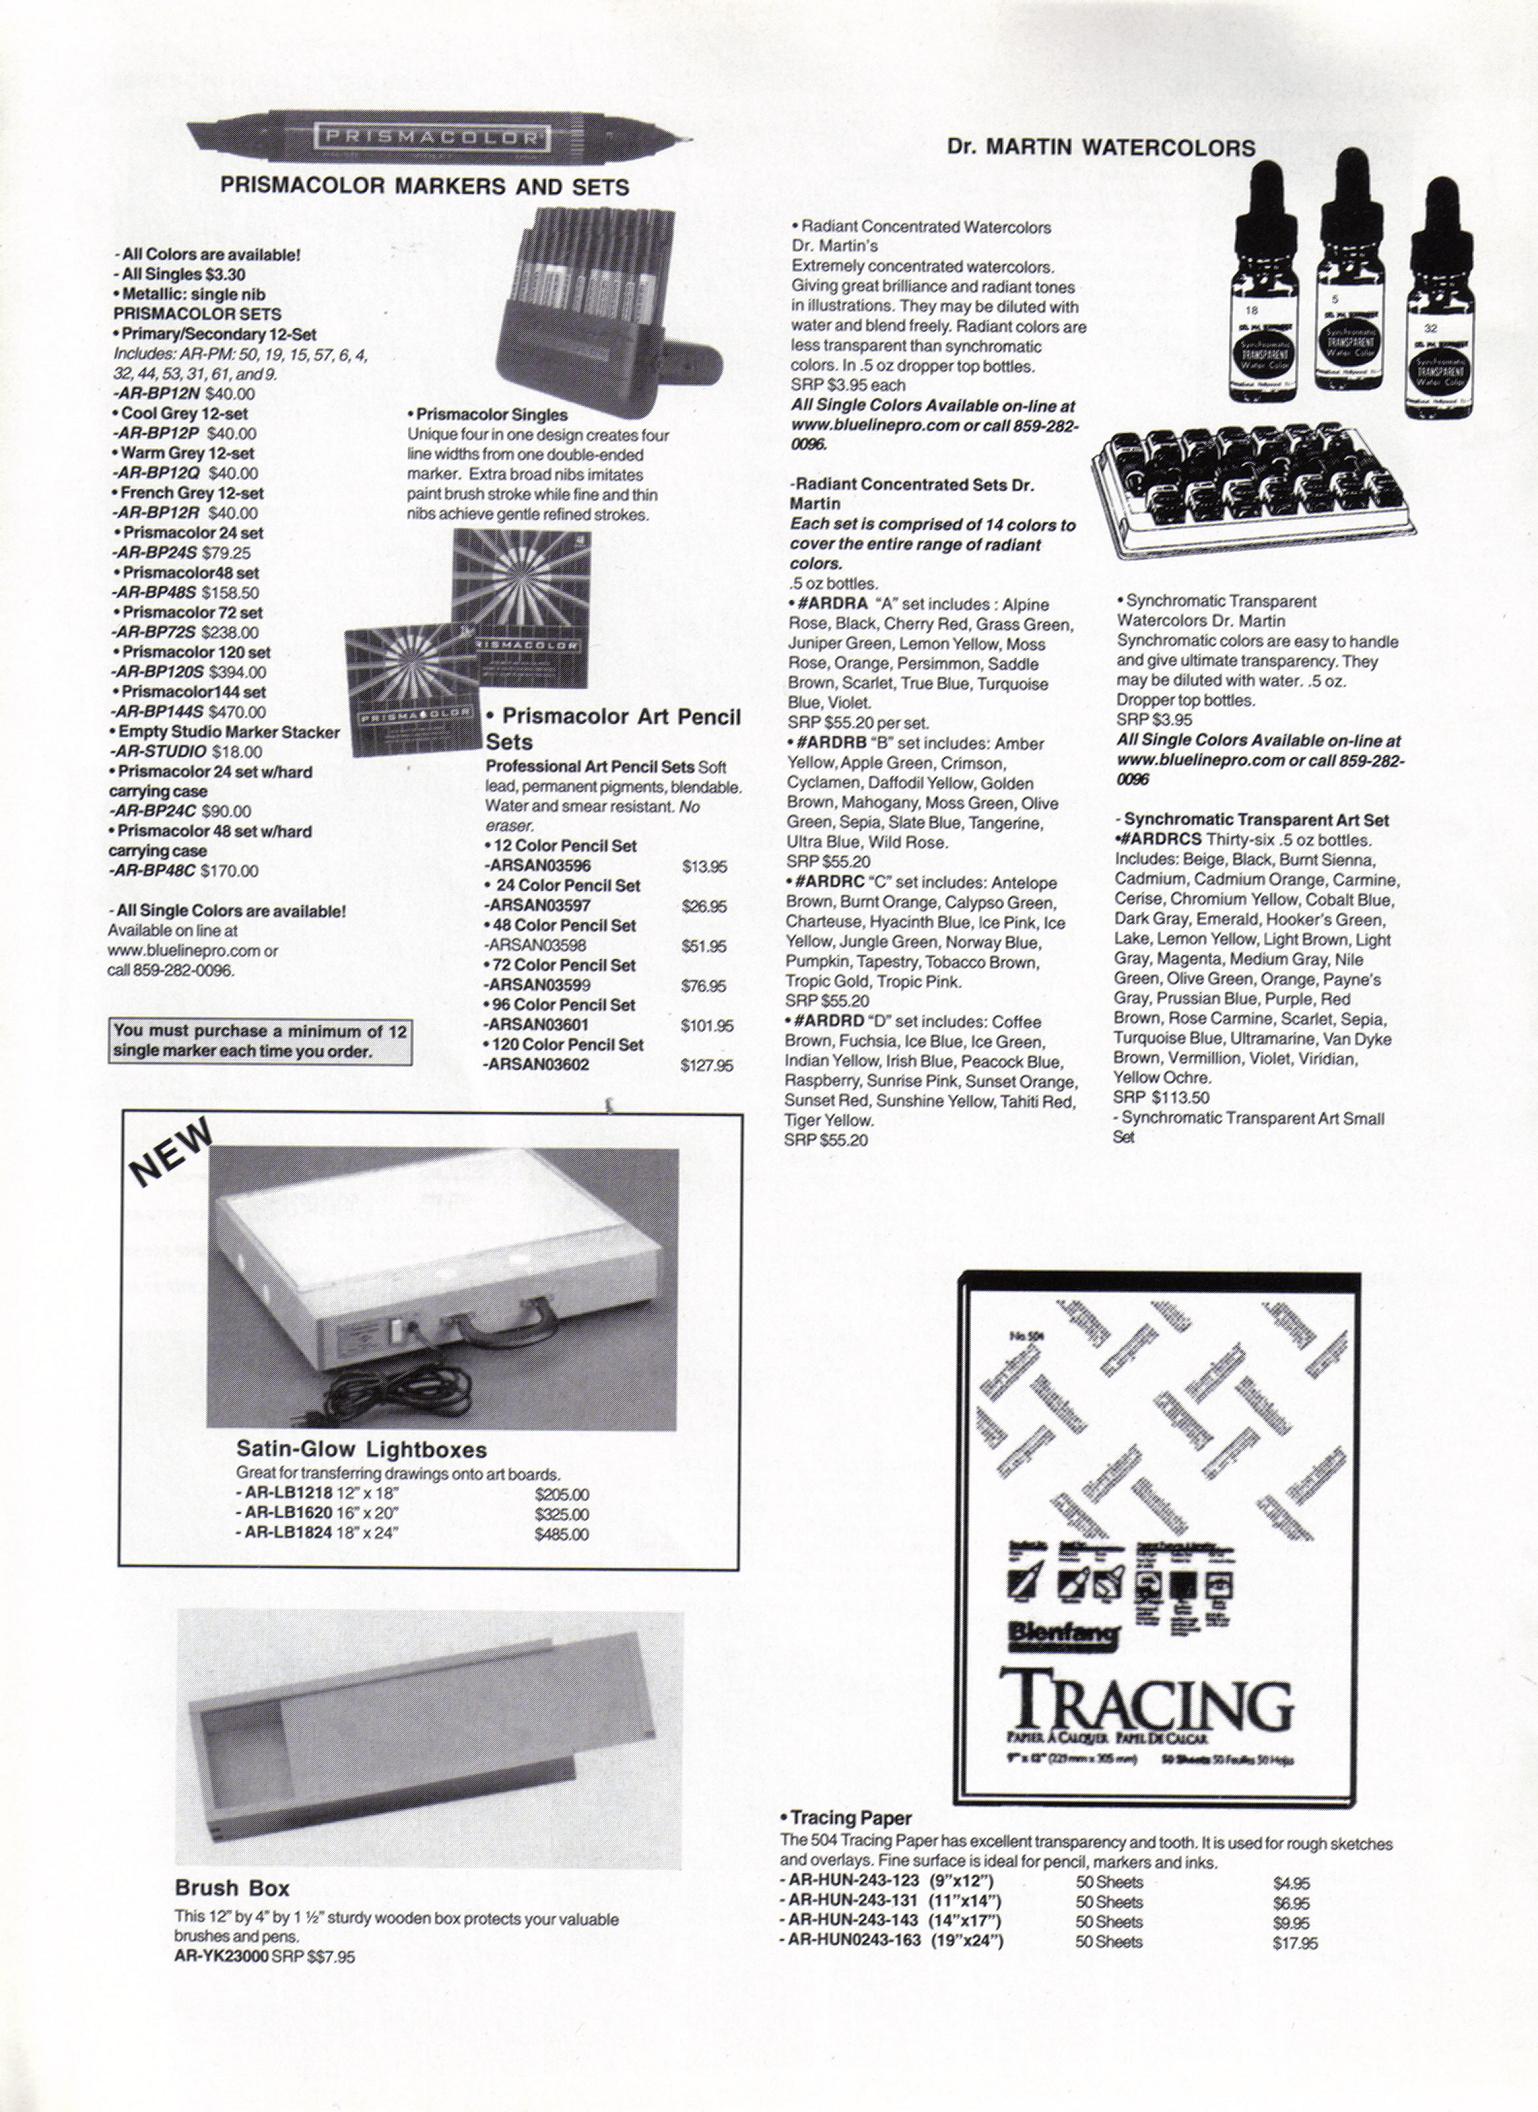 PRISMACOLOR
PRISMACOLOR MARKERS AND SETS
- All Colors are available!
- All Singles $3.30
• Metallic: single nib
PRISMACOLOR SETS
• Primary/Secondary 12-Set
Includes: AR-PM: 50, 19, 15, 57, 6, 4,
32, 44, 53, 31, 61, and 9.
-AR-BP12N $40.00
• Cool Grey 12-set
-AR-BP12P $40.00
• Warm Grey 12-set
-AR-BP12Q $40.00
• French Grey 12-set
-AR-BP12R $40.00
• Prismacolor 24 set
-AR-BP24S $79.25
• Prismacolor48 set
-AR-BP48S $158.50
• Prismacolor 72 set
-AR-BP72S $238.00
• Prismacolor 120 set
-AR-BP120S $394.00
• Prismacolor144 set
-AR-BP144S $470.00
• Empty Studio Marker Stacker
-AR-STUDIO $18.00
• Prismacolor 24 set w/hard
carrying case
-AR-BP24C $90.00
• Prismacolor 48 set w/hard
carrying case
-AR-BP48C $170.00
- All Single Colors are available!
Available on line at
www.bluelinepro.com or
call 859-282-0096.
You must purchase a minimum of 12
single marker each time you order.
• Prismacolor Singles
Unique four in one design creates four
line widths from one double-ended
marker. Extra broad nibs imitates
paint brush stroke while fine and thin
nibs achieve gentle refined strokes.
PRISMACOLOR
PRISMACOLOR
• Prismacolor Art Pencil
Sets
Professional Art Pencil Sets Soft
lead, permanent pigments, blendable.
Water and smear resistant. No
eraser.
• 12 Color Pencil Set
-ARSAN03596 $13.95
• 24 Color Pencil Set
-ARSAN03597 $26.95
• 48 Color Pencil Set
-ARSAN03598 $51.95
• 72 Color Pencil Set
-ARSAN03599 $76.95
• 96 Color Pencil Set
-ARSAN03601 $101.95
• 120 Color Pencil Set
-ARSAN03602 $127.95
Dr. MARTIN WATERCOLORS
• Radiant Concentrated Watercolors
Dr. Martin's
Extremely concentrated watercolors.
Giving great brilliance and radiant tones
in illustrations. They may be diluted with
water and blend freely. Radiant colors are
less transparent than synchromatic
colors. In .5 oz dropper top bottles.
SRP $3.95 each
All Single Colors Available on-line at
www.bluelinepro.com or call 859-282-
0096.
-Radiant Concentrated Sets Dr.
Martin
Each set is comprised of 14 colors to
cover the entire range of radiant
colors.
.5 oz bottles.
• #ARDRA “A” set includes : Alpine
Rose, Black, Cherry Red, Grass Green,
Juniper Green, Lemon Yellow, Moss
Rose, Orange, Persimmon, Saddle
Brown, Scarlet, True Blue, Turquoise
Blue, Violet.
SRP $55.20 per set.
• #ARDRB “B” set includes: Amber
Yellow, Apple Green, Crimson,
Cyclamen, Daffodil Yellow, Golden
Brown, Mahogany, Moss Green, Olive
Green, Sepia, Slate Blue, Tangerine,
Ultra Blue, Wild Rose.
SRP $55.20
• #ARDRC “C” set includes: Antelope
Brown, Burnt Orange, Calypso Green,
Charteuse, Hyacinth Blue, Ice Pink, Ice
Yellow, Jungle Green, Norway Blue,
Pumpkin, Tapestry, Tobacco Brown,
Tropic Gold, Tropic Pink.
SRP $55.20
• #ARDRD “D” set includes: Coffee
Brown, Fuchsia, Ice Blue, Ice Green,
Indian Yellow, Irish Blue, Peacock Blue,
Raspberry, Sunrise Pink, Sunset Orange,
Sunset Red, Sunshine Yellow, Tahiti Red,
Tiger Yellow.
SRP $55.20
18
Synchromatic
TRANSPARENT
Water Color
5
Synchromatic
TRANSPARENT
Water Color
32
Synchromatic
TRANSPARENT
Water Color
• Synchromatic Transparent
Watercolors Dr. Martin
Synchromatic colors are easy to handle
and give ultimate transparency. They
may be diluted with water. .5 oz.
Dropper top bottles.
SRP $3.95
All Single Colors Available on-line at
www.bluelinepro.com or call 859-282-
0096
- Synchromatic Transparent Art Set
•#ARDRCS Thirty-six .5 oz bottles.
Includes: Beige, Black, Burnt Sienna,
Cadmium, Cadmium Orange, Carmine,
Cerise, Chromium Yellow, Cobalt Blue,
Dark Gray, Emerald, Hooker's Green,
Lake, Lemon Yellow, Light Brown, Light
Gray, Magenta, Medium Gray, Nile
Green, Olive Green, Orange, Payne's
Gray, Prussian Blue, Purple, Red
Brown, Rose Carmine, Scarlet, Sepia,
Turquoise Blue, Ultramarine, Van Dyke
Brown, Vermillion, Violet, Viridian,
Yellow Ochre.
SRP $113.50
- Synchromatic Transparent Art Small
Set
NEW
Satin-Glow Lightboxes
Great for transferring drawings onto art boards.
- AR-LB1218 12” x 18” $205.00
- AR-LB1620 16” x 20” $325.00
- AR-LB1824 18” x 24” $485.00
Brush Box
This 12” by 4” by 1 ½” sturdy wooden box protects your valuable
brushes and pens.
AR-YK23000 SRP $$7.95
No 504
Bienfang
TRACING
PAPIER À CALQUER PAPEL DE CALCAR
9" x 12" (229 mm x 305 mm) 50 Sheets 50 Feuilles 50 Hojas
• Tracing Paper
The 504 Tracing Paper has excellent transparency and tooth. It is used for rough sketches
and overlays. Fine surface is ideal for pencil, markers and inks.
- AR-HUN-243-123 (9”x12”) 50 Sheets $4.95
- AR-HUN-243-131 (11”x14”) 50 Sheets $6.95
- AR-HUN-243-143 (14”x17”) 50 Sheets $9.95
- AR-HUN0243-163 (19”x24”) 50 Sheets $17.95